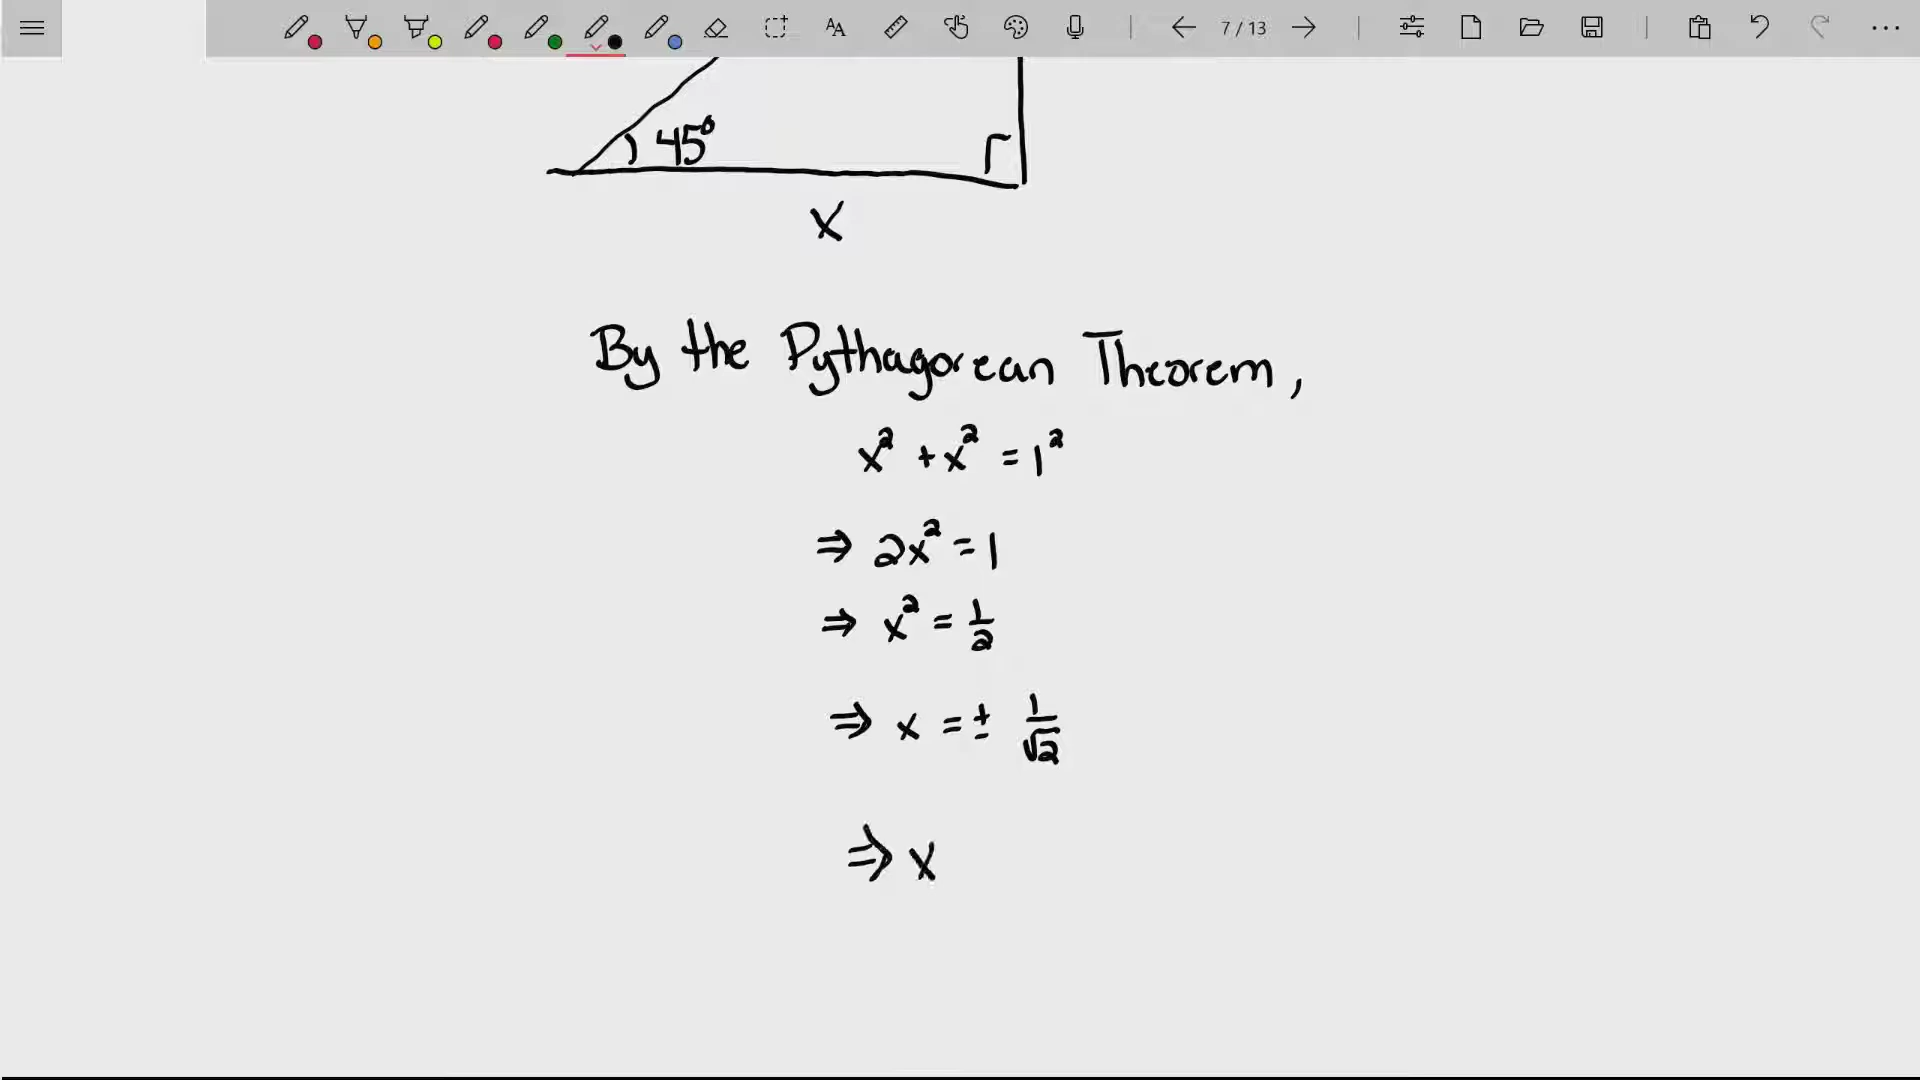 7 / 13
45°
x
By the Pythagorean Theorem,
x² + x² = 1²
⇒ 2x² = 1
⇒ x² = 1/2
⇒ x = ± 1/√2
⇒ x